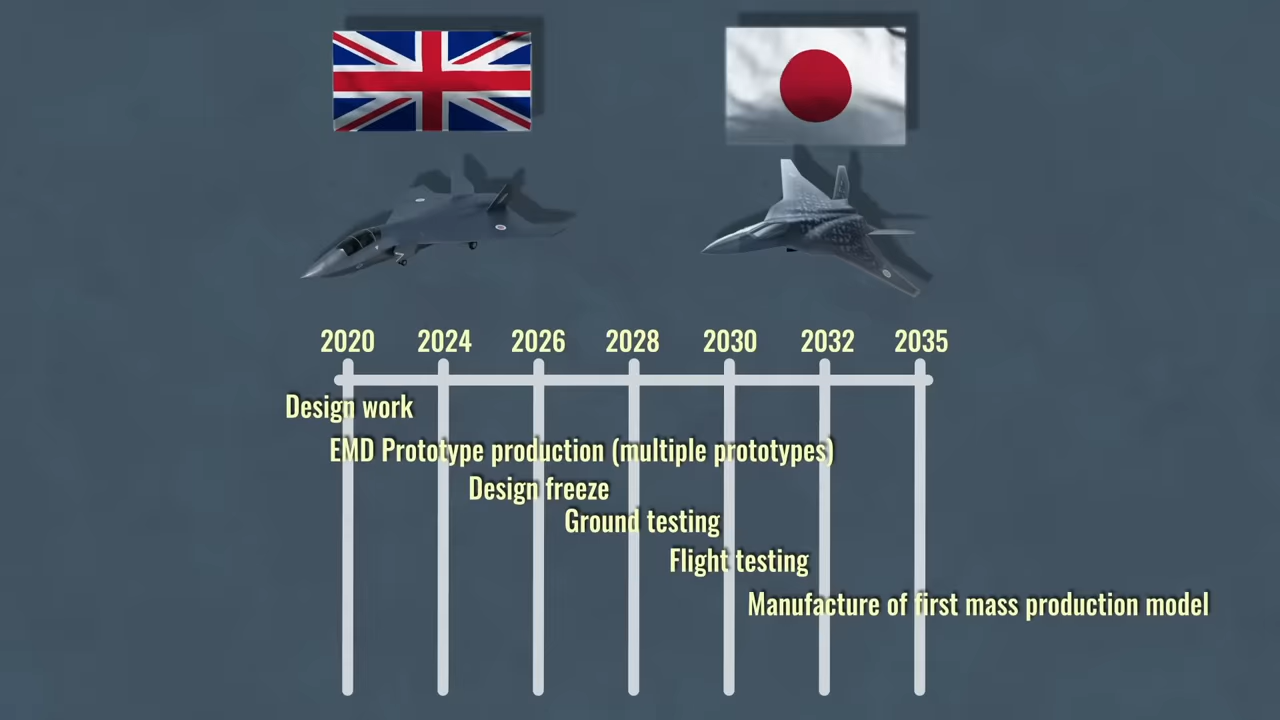 2020 2024 2026 2028 2030 2032 2035
Design work
EMD Prototype production (multiple prototypes)
Design freeze
Ground testing
Flight testing
Manufacture of first mass production model